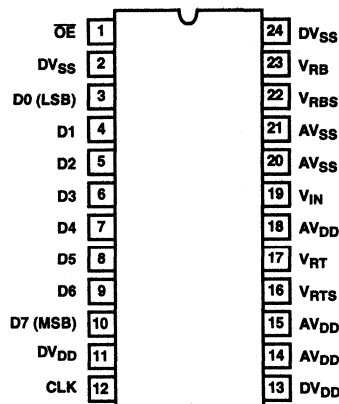 O̅E̅ 1 24 DVSS
DVSS 2 23 VRB
D0 (LSB) 3 22 VRBS
D1 4 21 AVSS
D2 5 20 AVSS
D3 6 19 VIN
D4 7 18 AVDD
D5 8 17 VRT
D6 9 16 VRTS
D7 (MSB) 10 15 AVDD
DVDD 11 14 AVDD
CLK 12 13 DVDD